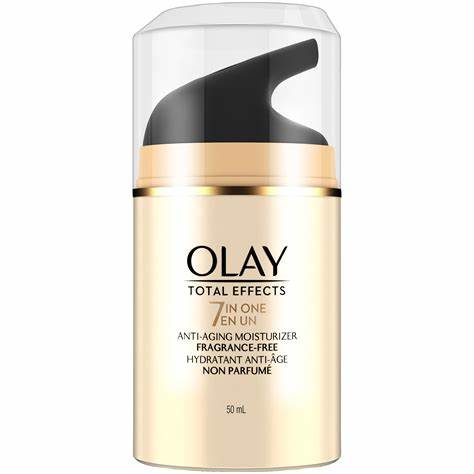 OLAY
TOTAL EFFECTS
7 IN ONE
EN UN
ANTI-AGING MOISTURIZER
FRAGRANCE-FREE
HYDRATANT ANTI-ÂGE
NON PARFUMÉ
50 mL